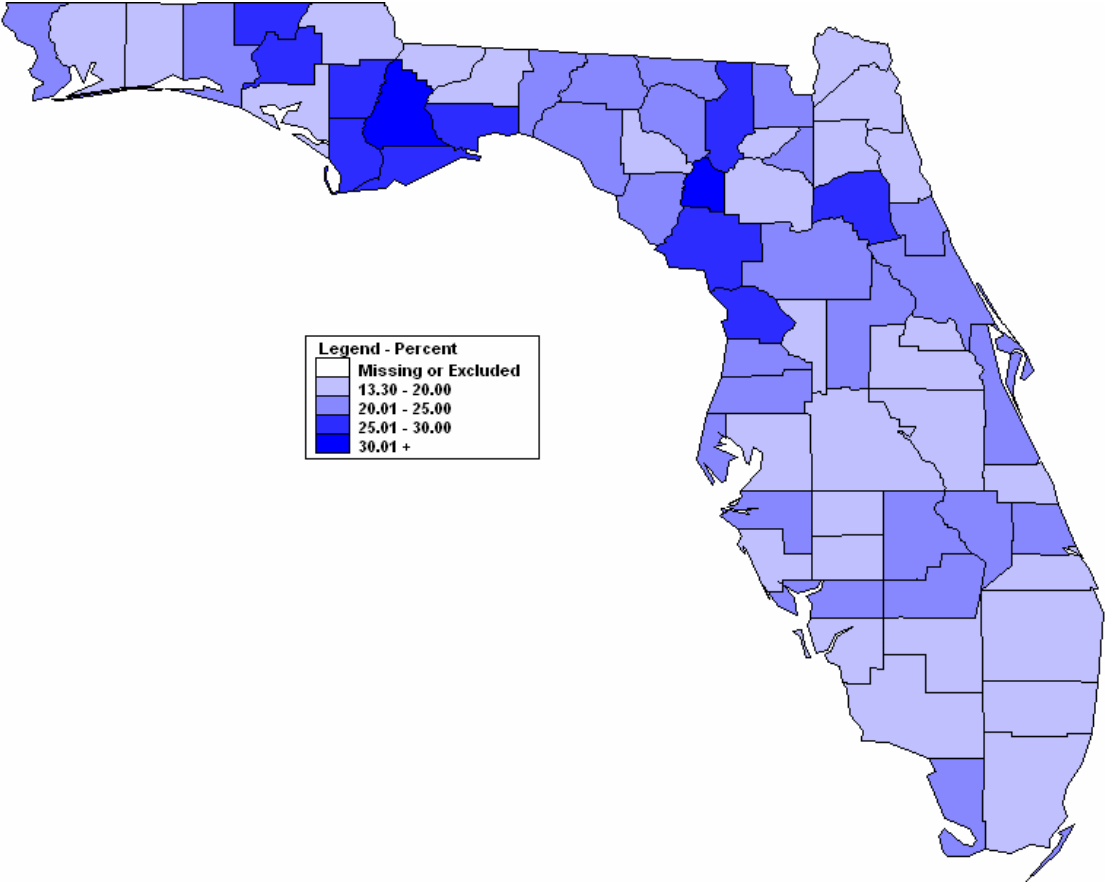 Legend - Percent
Missing or Excluded
13.30 - 20.00
20.01 - 25.00
25.01 - 30.00
30.01 +